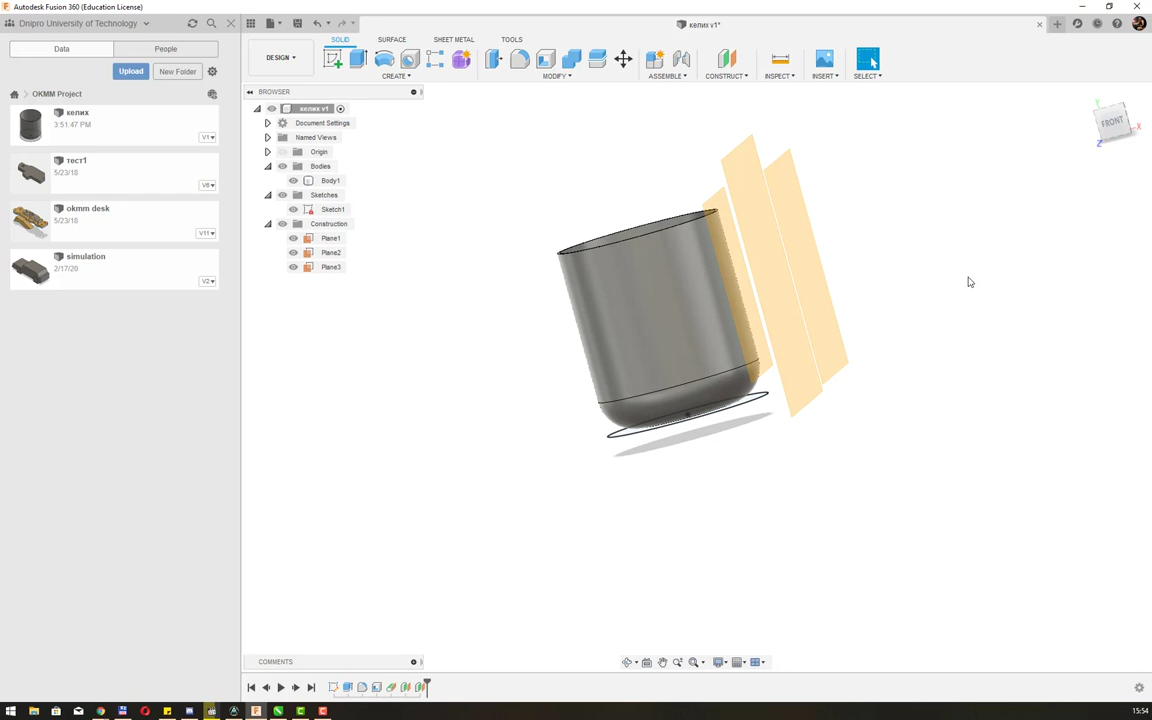 Autodesk Fusion 360 (Education License)
Dnipro University of Technology
келих v1*
Data
People
Upload
New Folder
OKMM Project
келих
3:51:47 PM
V1
тест1
5/23/18
V6
okmm desk
5/23/18
V11
simulation
2/17/20
V2
SOLID
SURFACE
SHEET METAL
TOOLS
DESIGN
CREATE
MODIFY
ASSEMBLE
CONSTRUCT
INSPECT
INSERT
SELECT
BROWSER
келих v1
Document Settings
Named Views
Origin
Bodies
Body1
Sketches
Sketch1
Construction
Plane1
Plane2
Plane3
Y
FRONT
X
Z
COMMENTS
15:54